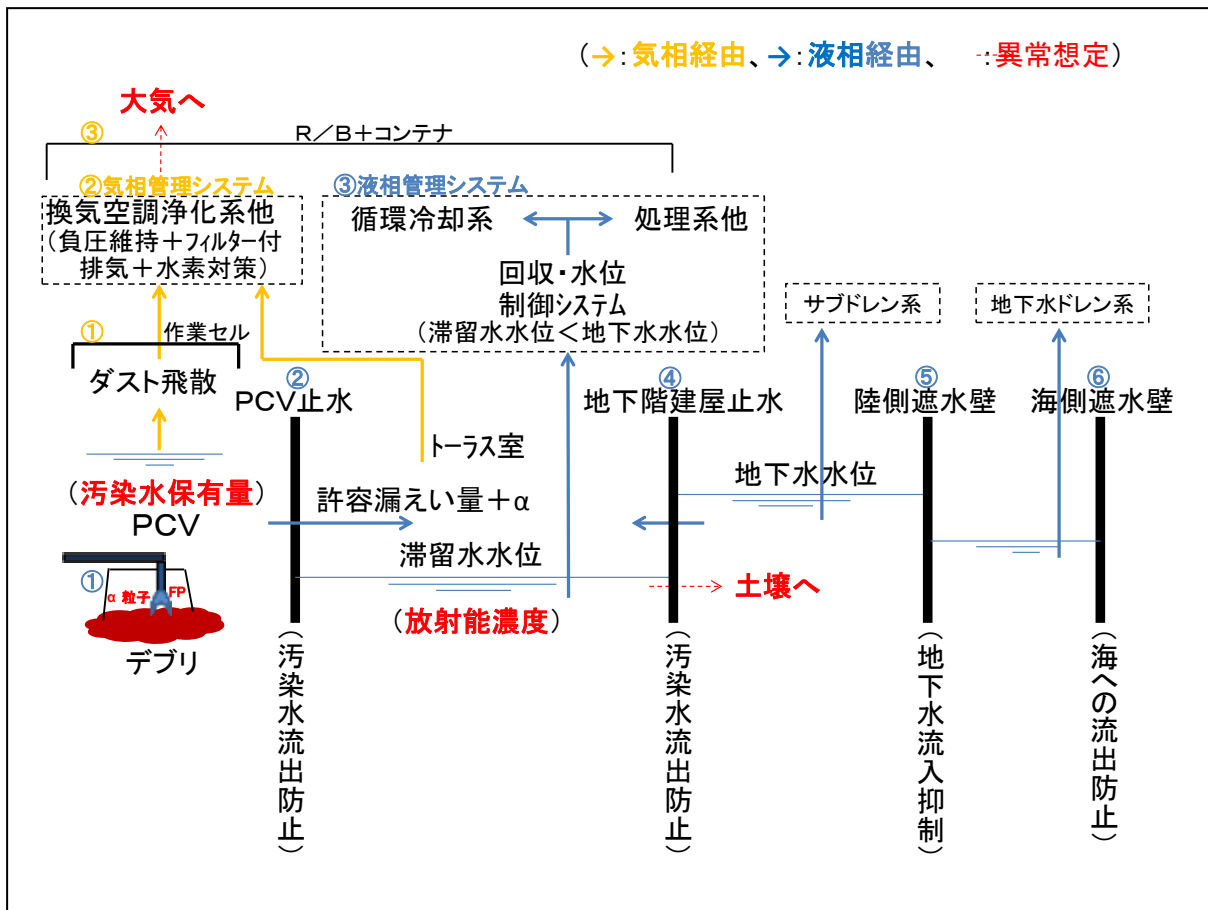 (→:気相経由、→:液相経由、 →:異常想定)
大気へ
③ R/B+コンテナ
②気相管理システム
換気空調浄化系他
(負圧維持+フィルター付
排気+水素対策)
③液相管理システム
循環冷却系
処理系他
回収・水位
制御システム
(滞留水水位<地下水水位)
サブドレン系
地下水ドレン系
① 作業セル
ダスト飛散
②
PCV止水
④
地下階建屋止水
⑤
陸側遮水壁
⑥
海側遮水壁
トーラス室
地下水水位
(汚染水保有量)
PCV
許容漏えい量+α
滞留水水位
土壌へ
(放射能濃度)
①
α 粒子
FP
デブリ
(汚染水流出防止)
(汚染水流出防止)
(地下水流入抑制)
(海への流出防止)